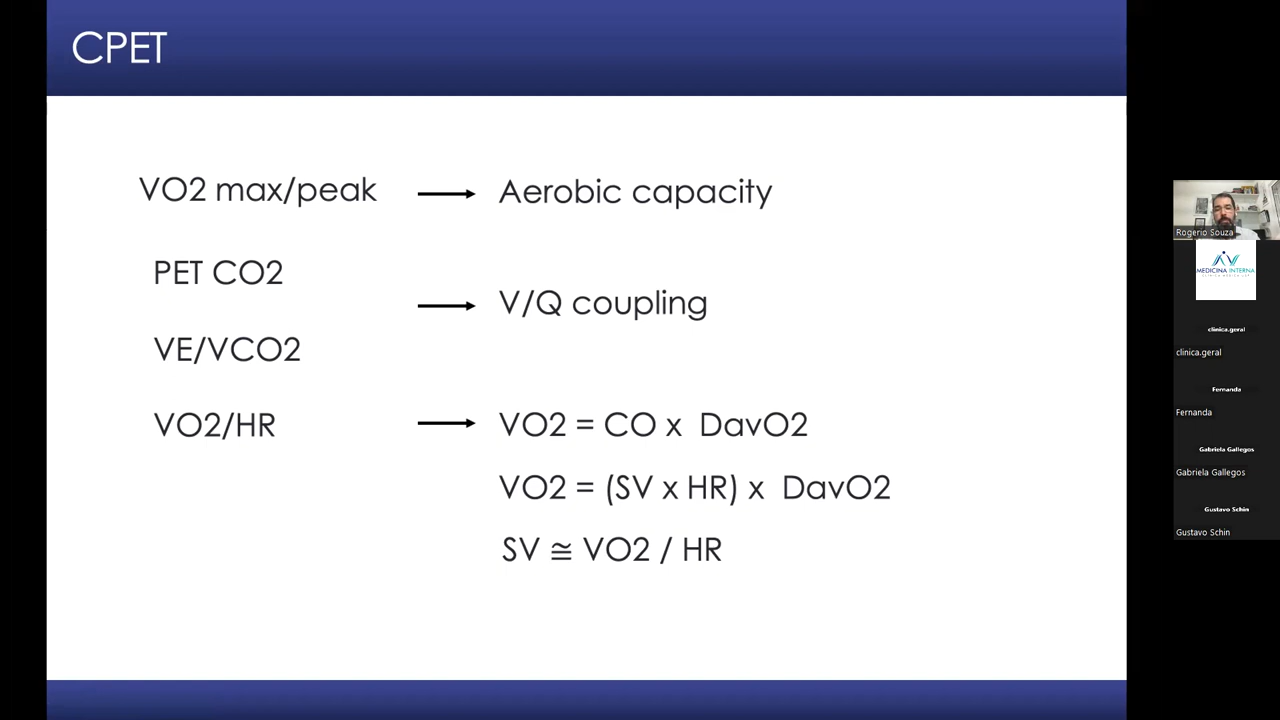 CPET
VO2 max/peak
Aerobic capacity
PET CO2
V/Q coupling
VE/VCO2
VO2/HR
VO2 = CO x DavO2
VO2 = (SV x HR) x DavO2
SV ≅ VO2 / HR
Rogerio Souza
MEDICINA INTERNA
clinica.geral
clinica.geral
Fernanda
Fernanda
Gabriela Gallegos
Gabriela Gallegos
Gustavo Schin
Gustavo Schin